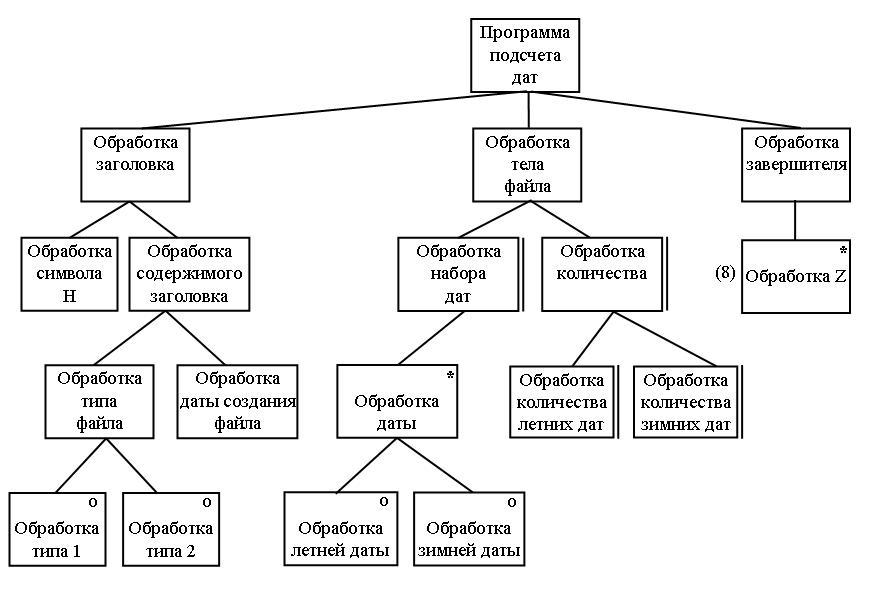 Программа
подсчета
дат
Обработка
заголовка
Обработка
тела
файла
Обработка
завершителя
Обработка
символа
Н
Обработка
содержимого
заголовка
Обработка
набора
дат
Обработка
количества
(8)
*
Обработка Z
Обработка
типа
файла
Обработка
даты создания
файла
*
Обработка
даты
Обработка
количества
летних дат
Обработка
количества
зимних дат
о
Обработка
типа 1
о
Обработка
типа 2
о
Обработка
летней даты
о
Обработка
зимней даты